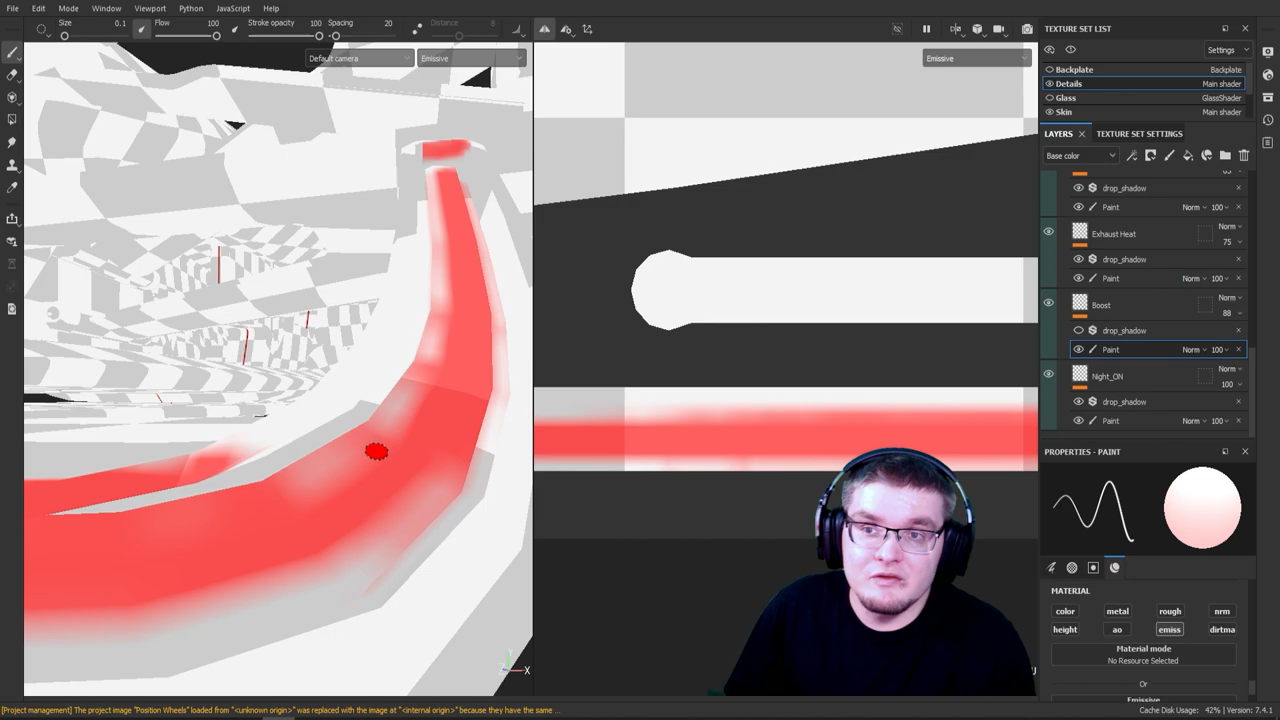 File Edit Mode Window Viewport Python JavaScript Help
Size 0.1 Flow 100 Stroke opacity 100 Spacing 20 Distance 8
Default camera Emissive Emissive
TEXTURE SET LIST
Settings
Backplate Backplate
Details Main shader
Glass GlassShader
Skin Main shader
LAYERS TEXTURE SET SETTINGS
Base color
drop_shadow
Paint Norm 100
Exhaust Heat Norm
75
drop_shadow
Paint Norm 100
Boost Norm
88
drop_shadow
Paint Norm 100
Night_ON Norm
100
drop_shadow
Paint Norm 100
PROPERTIES - PAINT
MATERIAL
color metal rough nrm
height ao emiss dirtma
Material mode
No Resource Selected
Or
Emissive
Y
X
[Project management] The project image "Position Wheels" loaded from "<unknown origin>" was replaced with the image at "<internal origin>" because they have the same ...
Cache Disk Usage: 42% | Version: 7.4.1